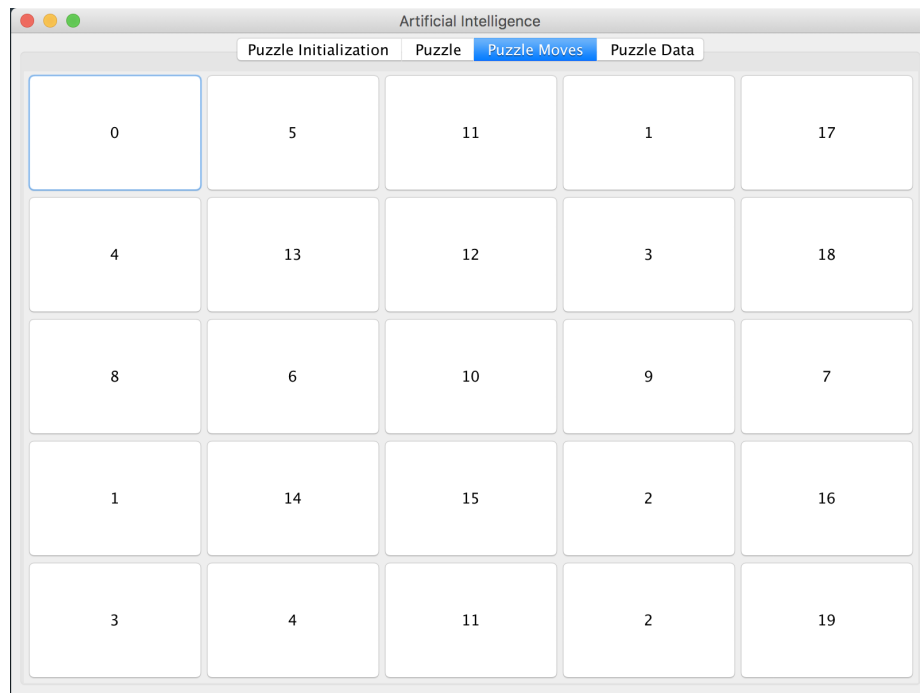 Artificial Intelligence
Puzzle Initialization Puzzle Puzzle Moves Puzzle Data
0 5 11 1 17
4 13 12 3 18
8 6 10 9 7
1 14 15 2 16
3 4 11 2 19